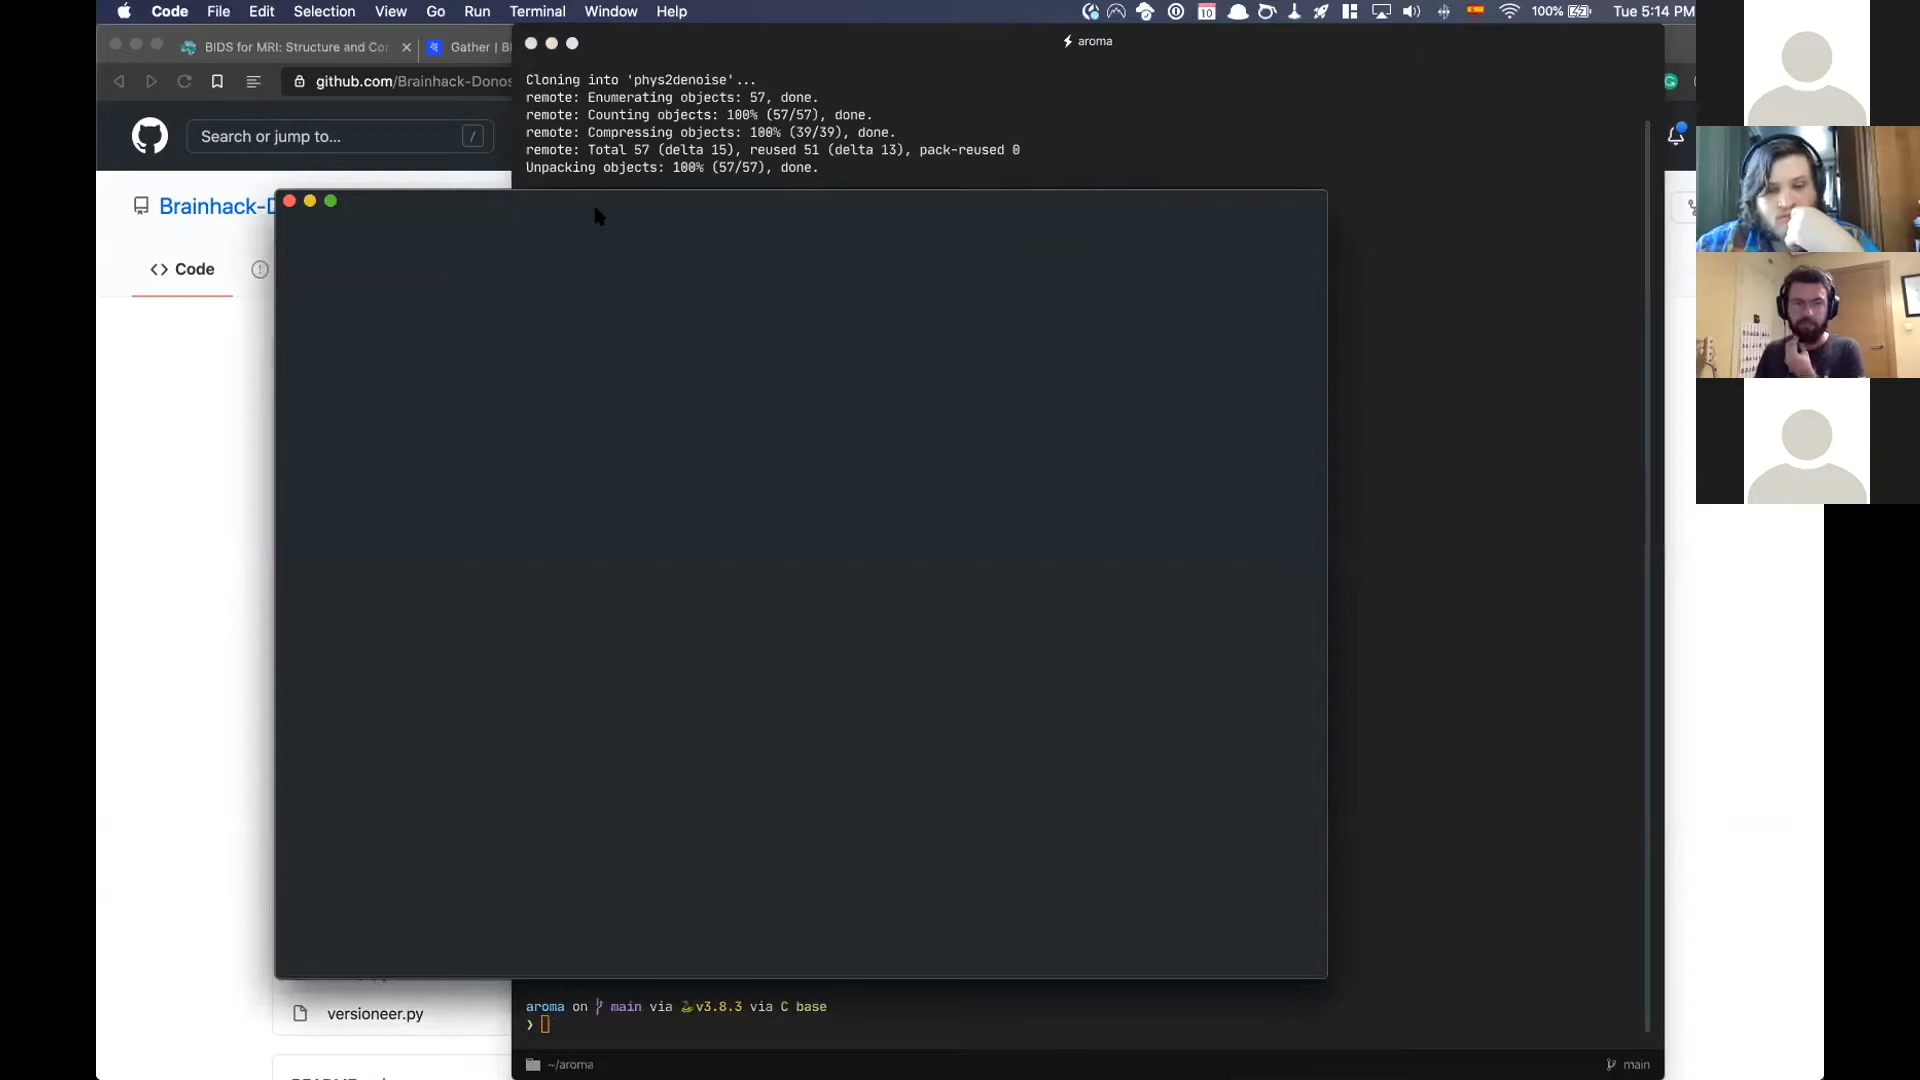 Code File Edit Selection View Go Run Terminal Window Help
10
100%
Tue 5:14 PM
BIDS for MRI: Structure and Co
Gather | B
aroma
github.com/Brainhack-Donos
Search or jump to...
/
Cloning into 'phys2denoise'...
remote: Enumerating objects: 57, done.
remote: Counting objects: 100% (57/57), done.
remote: Compressing objects: 100% (39/39), done.
remote: Total 57 (delta 15), reused 51 (delta 13), pack-reused 0
Unpacking objects: 100% (57/57), done.
Brainhack-D
<> Code
versioneer.py
aroma on main via v3.8.3 via C base
❯
~/aroma
main